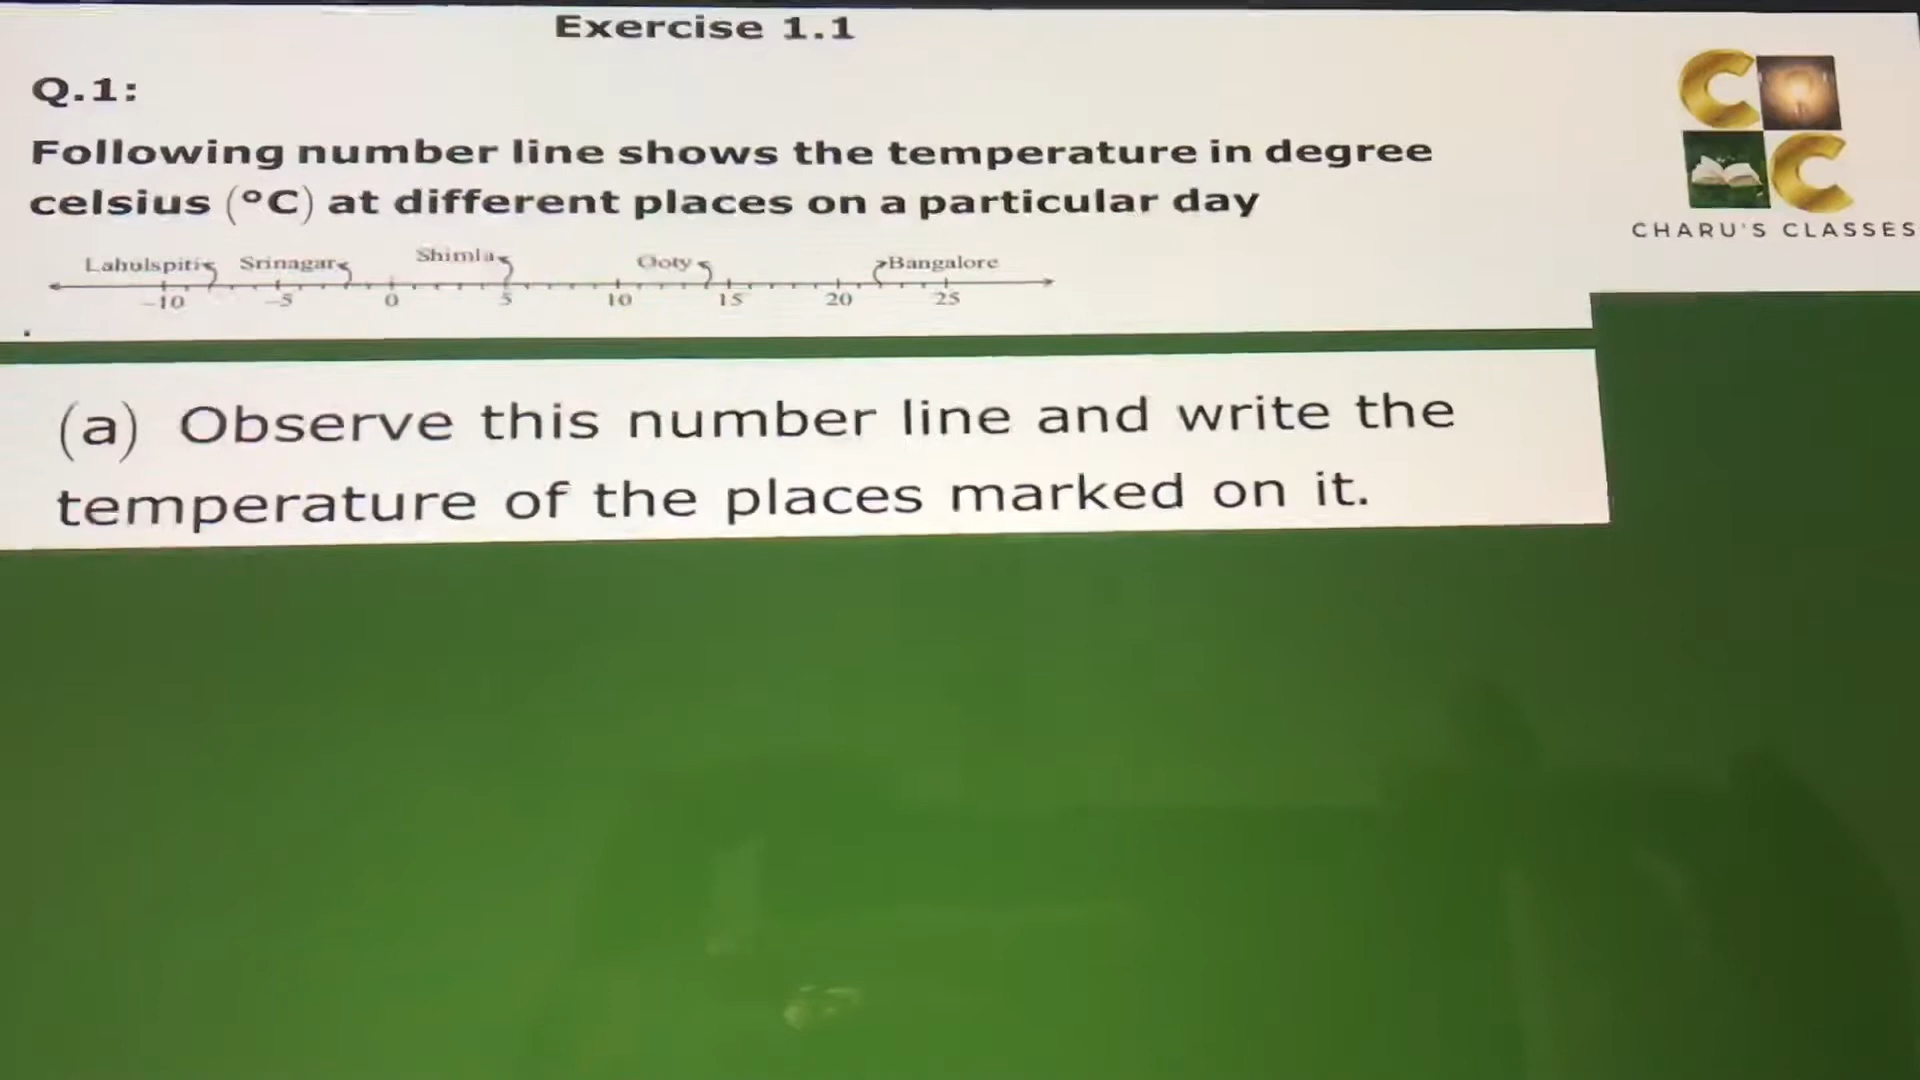 Exercise 1.1
Q.1:
Following number line shows the temperature in degree
celsius (°C) at different places on a particular day
Lahulspiti Srinagar Shimla Ooty Bangalore
-10 -5 0 5 10 15 20 25
CHARU'S CLASSES
(a) Observe this number line and write the
temperature of the places marked on it.